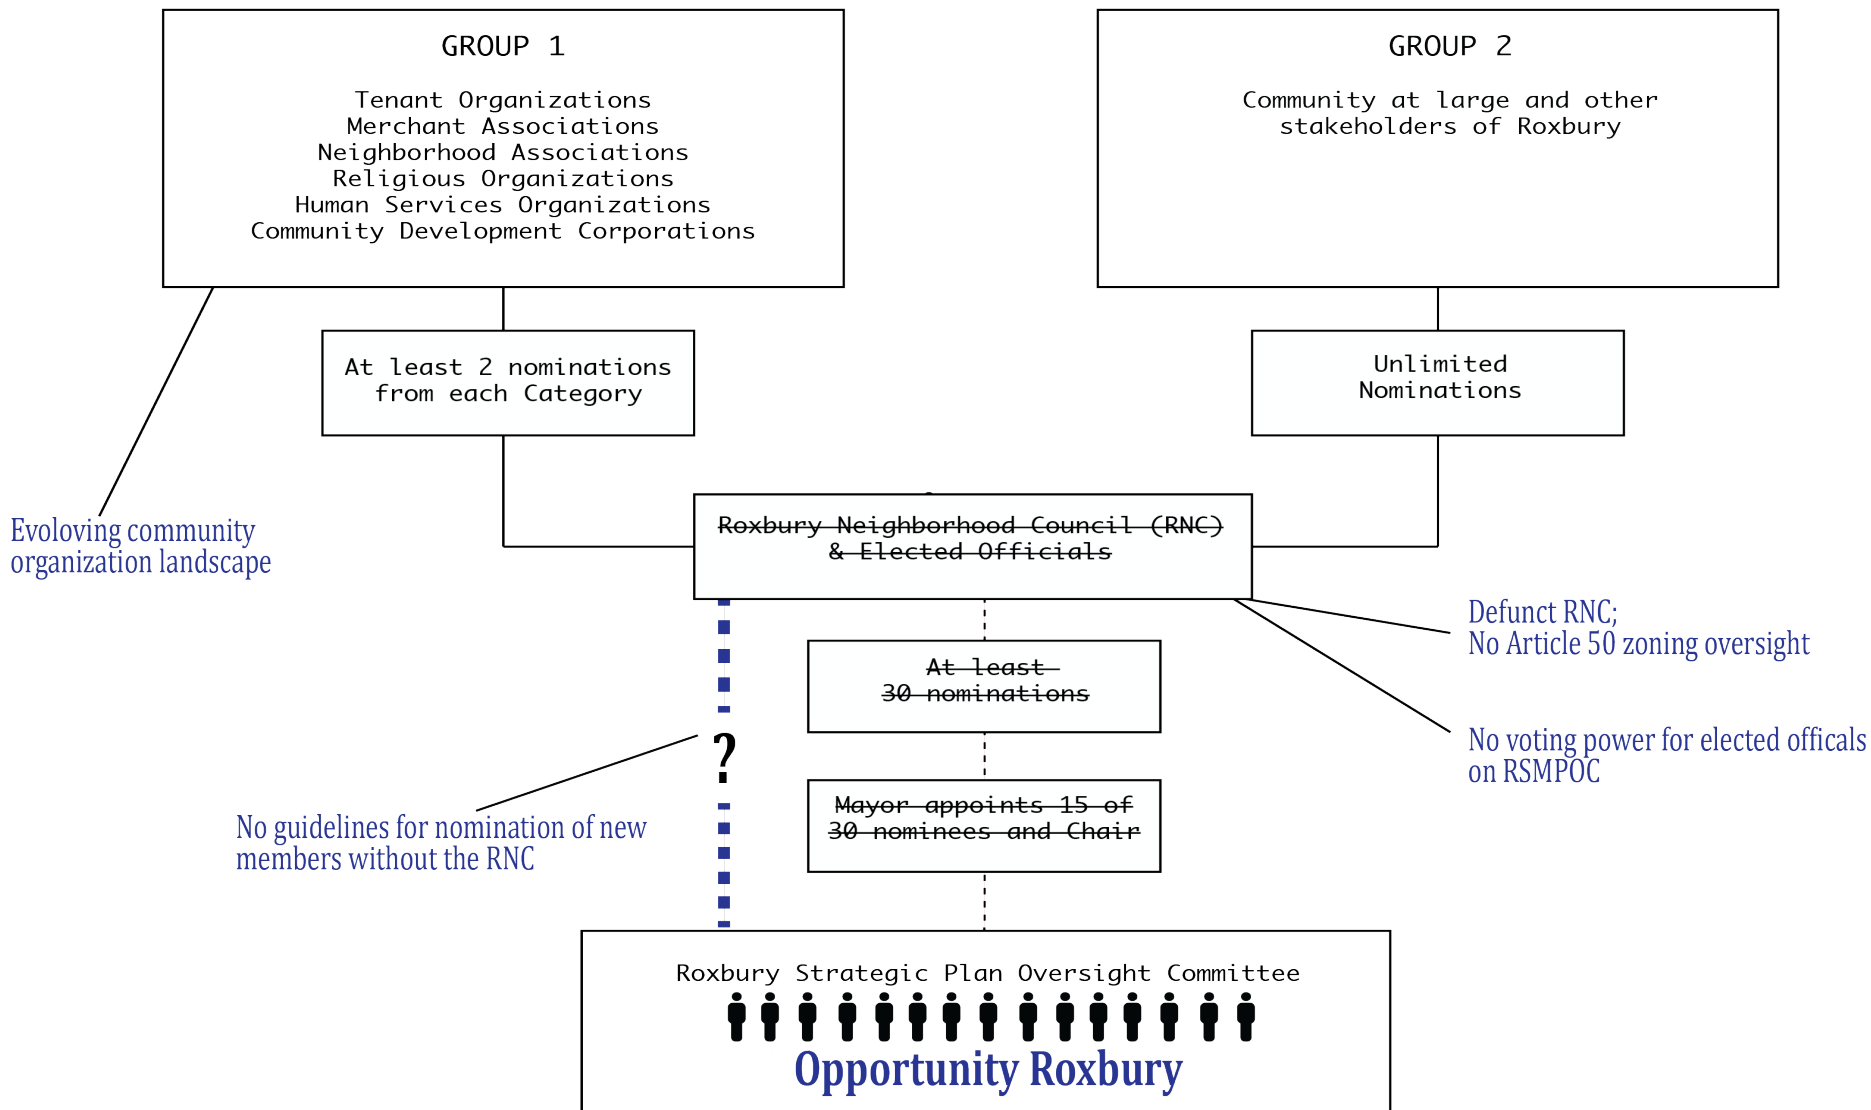 GROUP 1
Tenant Organizations
Merchant Associations
Neighborhood Associations
Religious Organizations
Human Services Organizations
Community Development Corporations
GROUP 2
Community at large and other
stakeholders of Roxbury
At least 2 nominations
from each Category
Unlimited
Nominations
Roxbury Neighborhood Council (RNC)
& Elected Officials
Evoloving community
organization landscape
Defunct RNC;
No Article 50 zoning oversight
At least
30 nominations
No voting power for elected officals
on RSMPOC
?
No guidelines for nomination of new
members without the RNC
Mayor appoints 15 of
30 nominees and Chair
Roxbury Strategic Plan Oversight Committee
Opportunity Roxbury